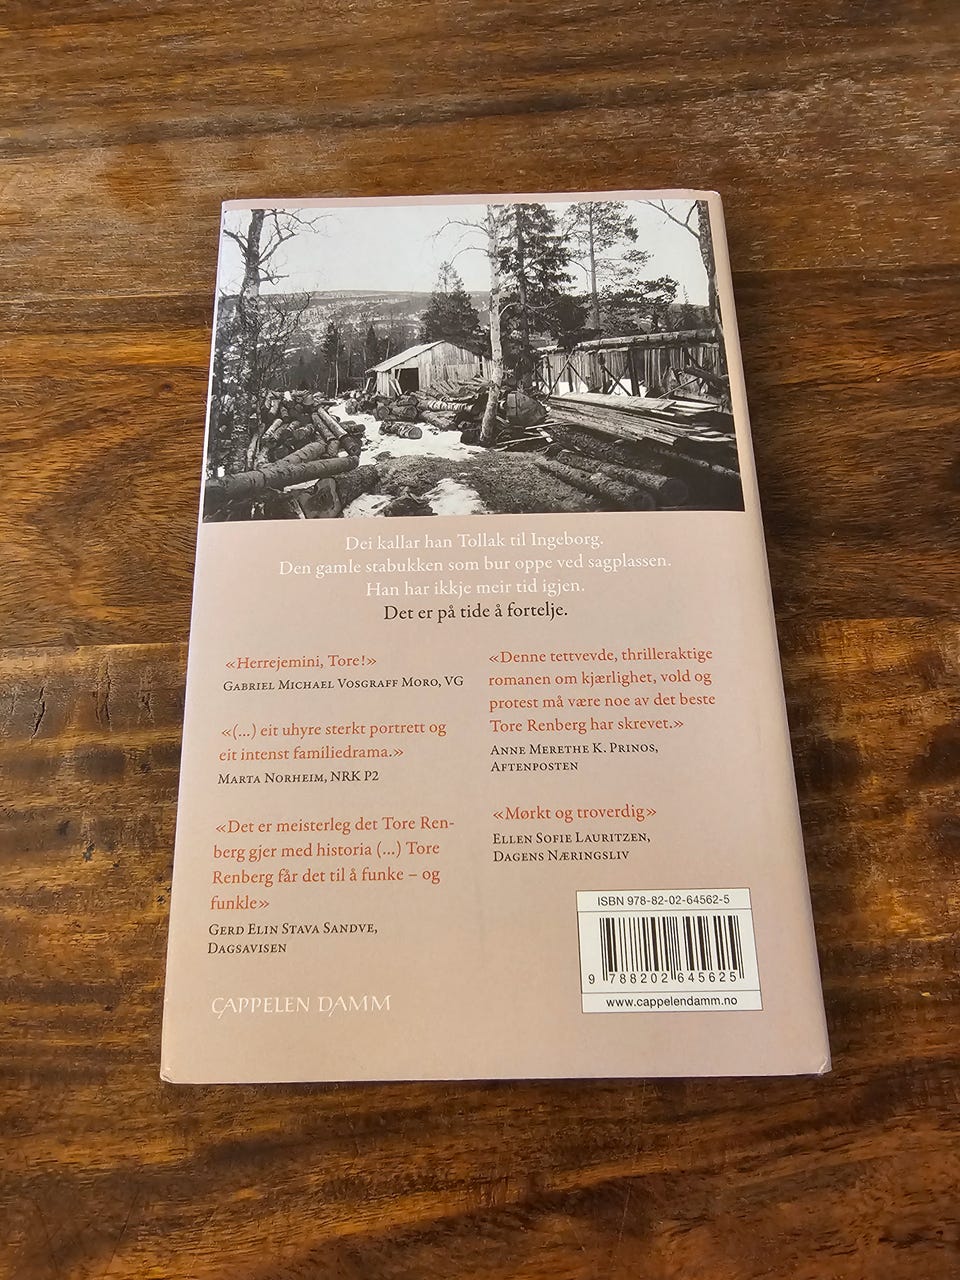 Dei kallar han Tollak til Ingeborg.
Den gamle stabukken som bur oppe ved sagplassen.
Han har ikkje meir tid igjen.
Det er på tide å fortelje.
«Herrejemini, Tore!»
Gabriel Michael Vosgraff Moro, VG
«(...) eit uhyre sterkt portrett og
eit intenst familiedrama.»
Marta Norheim, NRK P2
«Det er meisterleg det Tore Ren-
berg gjer med historia (...) Tore
Renberg får det til å funke – og
funkle»
Gerd Elin Stava Sandve,
Dagsavisen
«Denne tettvevde, thrilleraktige
romanen om kjærlighet, vold og
protest må være noe av det beste
Tore Renberg har skrevet.»
Anne Merethe K. Prinos,
Aftenposten
«Mørkt og troverdig»
Ellen Sofie Lauritzen,
Dagens Næringsliv
CAPPELEN DAMM
ISBN 978-82-02-64562-5
9 788202 645625
www.cappelendamm.no